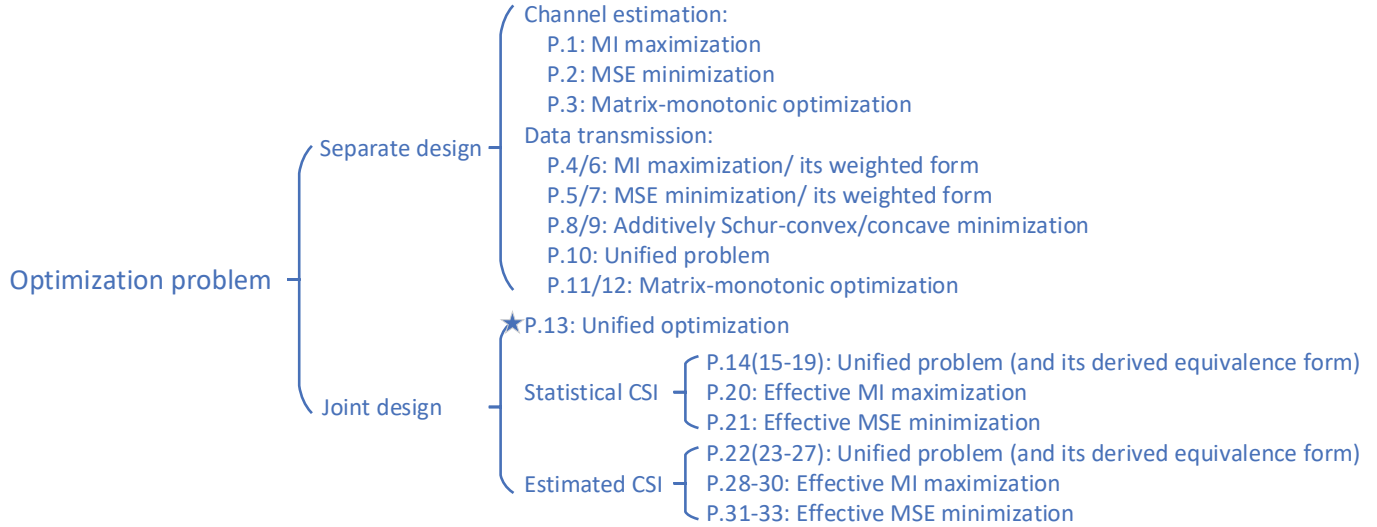 Optimization problem
Separate design
Channel estimation:
P.1: MI maximization
P.2: MSE minimization
P.3: Matrix-monotonic optimization
Data transmission:
P.4/6: MI maximization/ its weighted form
P.5/7: MSE minimization/ its weighted form
P.8/9: Additively Schur-convex/concave minimization
P.10: Unified problem
P.11/12: Matrix-monotonic optimization
Joint design
P.13: Unified optimization
Statistical CSI
P.14(15-19): Unified problem (and its derived equivalence form)
P.20: Effective MI maximization
P.21: Effective MSE minimization
Estimated CSI
P.22(23-27): Unified problem (and its derived equivalence form)
P.28-30: Effective MI maximization
P.31-33: Effective MSE minimization